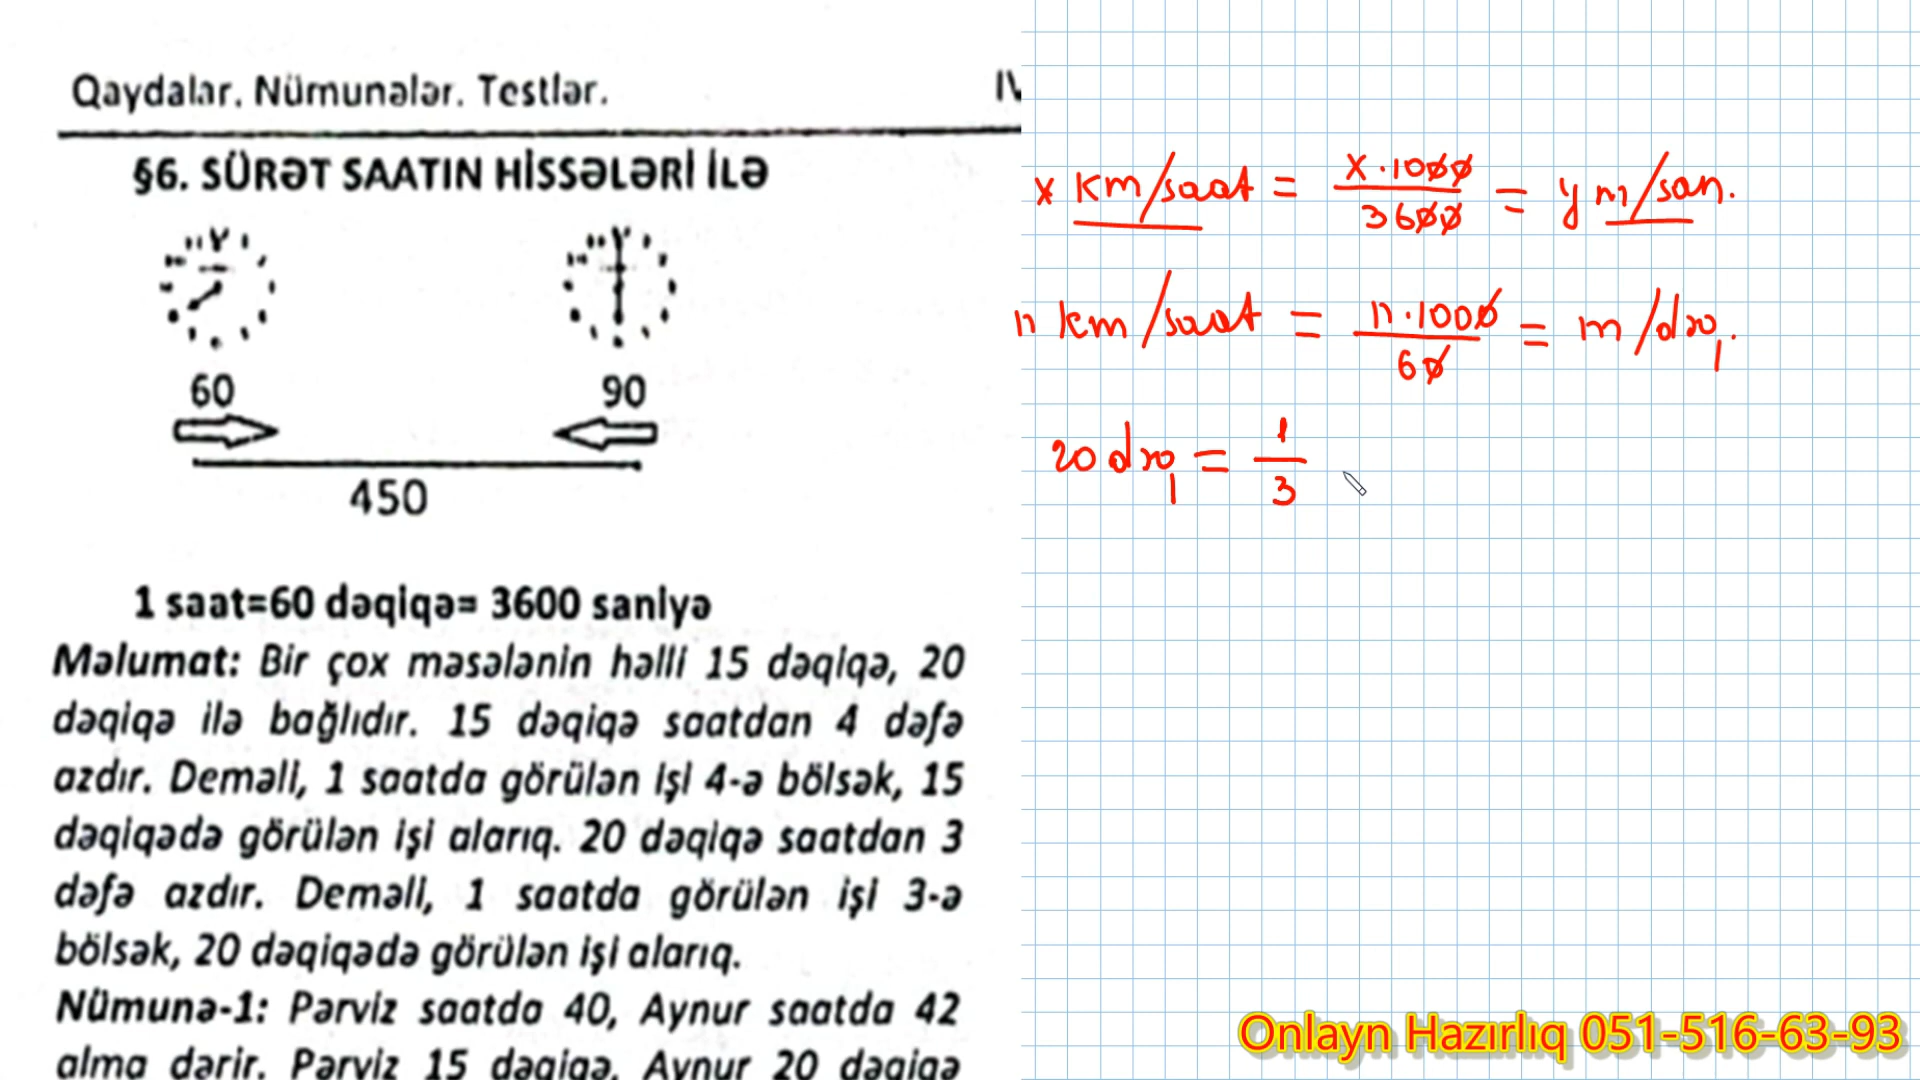 Qaydalar. Nümunələr. Testlər.
§6. SÜRƏT SAATIN HİSSƏLƏRİ İLƏ
60 90
450
1 saat=60 dəqiqə= 3600 saniyə
Məlumat: Bir çox məsələnin həlli 15 dəqiqə, 20
dəqiqə ilə bağlıdır. 15 dəqiqə saatdan 4 dəfə
azdır. Deməli, 1 saatda görülən işi 4-ə bölsək, 15
dəqiqədə görülən işi alarıq. 20 dəqiqə saatdan 3
dəfə azdır. Deməli, 1 saatda görülən işi 3-ə
bölsək, 20 dəqiqədə görülən işi alarıq.
Nümunə-1: Pərviz saatda 40, Aynur saatda 42
alma dərir. Pərviz 15 dəqiqə, Aynur 20 dəqiqə
x km/saat = x·1000/3600 = y m/san.
n km/saat = n·1000/60 = m/dəq.
20 dəq = 1/3
Onlayn Hazırlıq 051-516-63-93